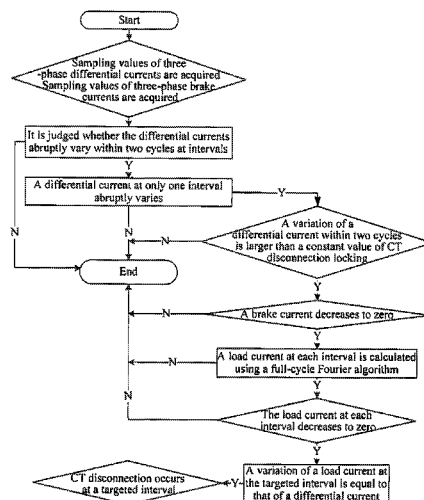 Start
Sampling values of three
-phase differential currents are acquired
Sampling values of three-phase brake
currents are acquired
It is judged whether the differential currents
abruptly vary within two cycles at intervals
Y
A differential current at only one interval
abruptly varies
Y
N
N
A variation of a
differential current within two cycles
is larger than a constant value of CT
disconnection locking
N
End
Y
N
A brake current decreases to zero
Y
N
A load current at each interval is calculated
using a full-cycle Fourier algorithm
Y
N
The load current at each
interval decreases to zero
Y
CT disconnection occurs
at a targeted interval
Y
A variation of a load current at
the targeted interval is equal to
that of a differential current